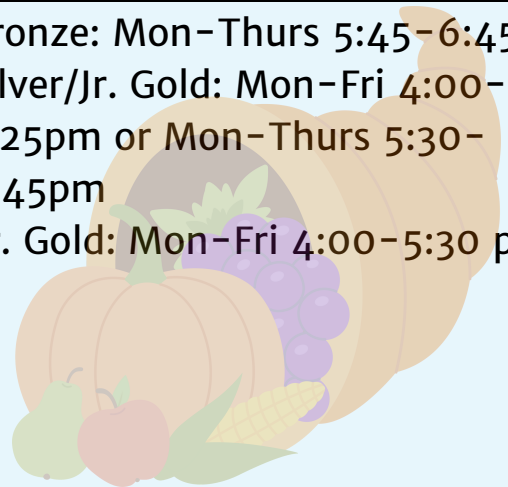 ronze: Mon-Thurs 5:45-6:45
lver/Jr. Gold: Mon-Fri 4:00-
25pm or Mon-Thurs 5:30-
45pm
. Gold: Mon-Fri 4:00-5:30 p